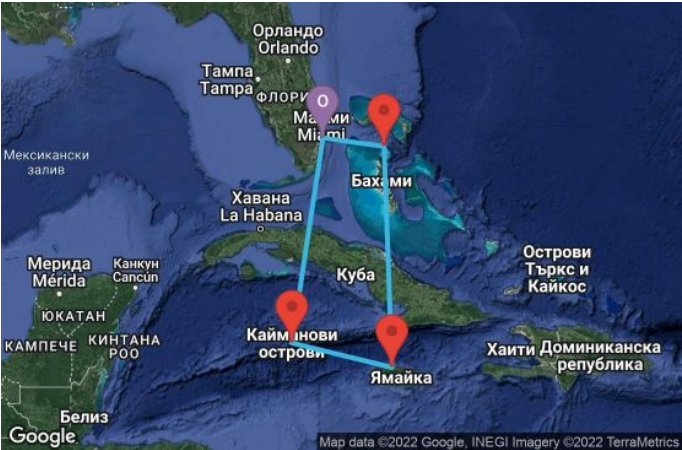 Орландо
Orlando
Тампа
Tampa
ФЛОРИ
O
Маями
Miami
Мексикански
залив
Бахами
Хавана
La Habana
Мерида
Mérida
Канкун
Cancún
Куба
Острови
Търкс и
Кайкос
ЮКАТАН
КАМПЕЧЕ
КИНТАНА
РОО
Кайманови
острови
Ямайка
Хаити
Доминиканска
република
Белиз
Google
Map data ©2022 Google, INEGI Imagery ©2022 TerraMetrics